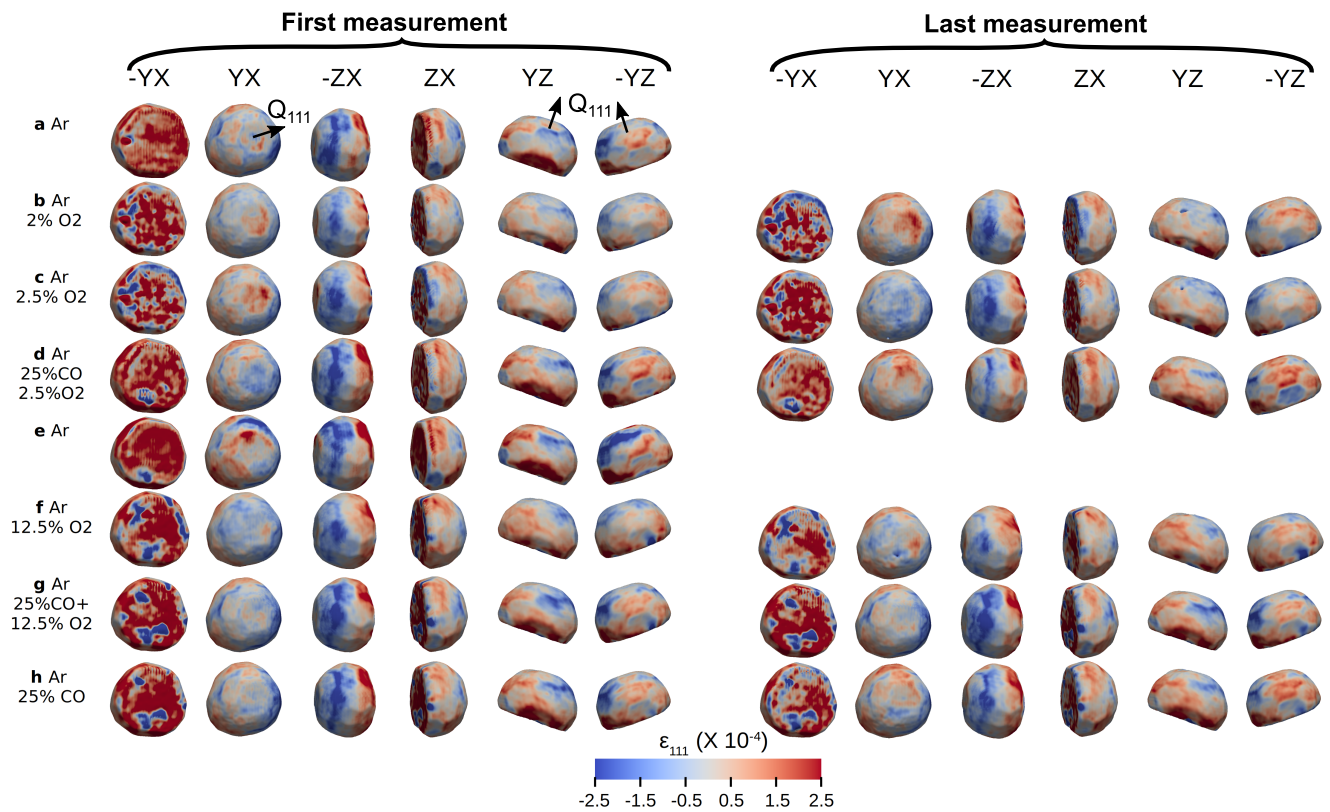 First measurement
Last measurement
-YX YX -ZX ZX YZ -YZ
-YX YX -ZX ZX YZ -YZ
Q111
Q111
a Ar
b Ar
2% O2
c Ar
2.5% O2
d Ar
25%CO
2.5%O2
e Ar
f Ar
12.5% O2
g Ar
25%CO+
12.5% O2
h Ar
25% CO
ε111 (X 10-4)
-2.5 -1.5 -0.5 0.5 1.5 2.5